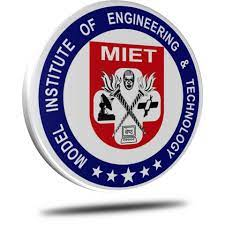 MODEL INSTITUTE OF ENGINEERING & TECHNOLOGY
MIET